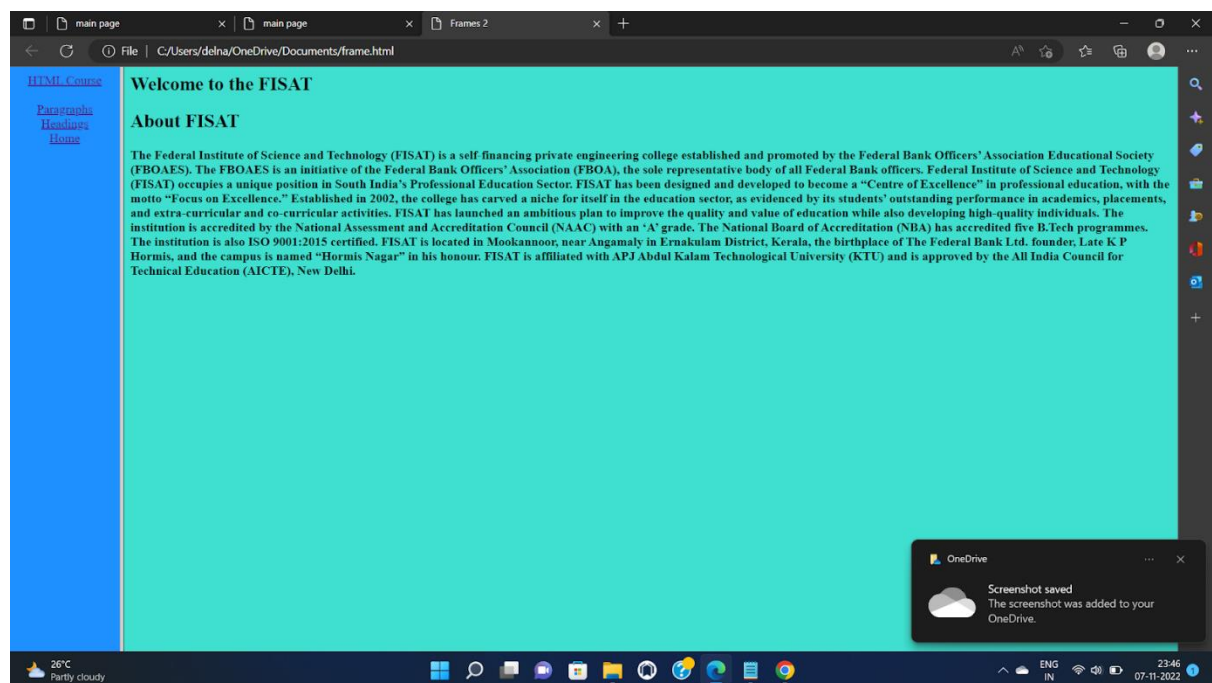 main page
main page
Frames 2
File | C:/Users/delna/OneDrive/Documents/frame.html
HTML Course
Paragraphs
Headings
Home
Welcome to the FISAT
About FISAT
The Federal Institute of Science and Technology (FISAT) is a self-financing private engineering college established and promoted by the Federal Bank Officers' Association Educational Society
(FBOAES). The FBOAES is an initiative of the Federal Bank Officers' Association (FBOA), the sole representative body of all Federal Bank officers. Federal Institute of Science and Technology
(FISAT) occupies a unique position in South India's Professional Education Sector. FISAT has been designed and developed to become a “Centre of Excellence” in professional education, with the
motto “Focus on Excellence.” Established in 2002, the college has carved a niche for itself in the education sector, as evidenced by its students' outstanding performance in academics, placements,
and extra-curricular and co-curricular activities. FISAT has launched an ambitious plan to improve the quality and value of education while also developing high-quality individuals. The
institution is accredited by the National Assessment and Accreditation Council (NAAC) with an ‘A’ grade. The National Board of Accreditation (NBA) has accredited five B.Tech programmes.
The institution is also ISO 9001:2015 certified. FISAT is located in Mookannoor, near Angamaly in Ernakulam District, Kerala, the birthplace of The Federal Bank Ltd. founder, Late K P
Hormis, and the campus is named “Hormis Nagar” in his honour. FISAT is affiliated with APJ Abdul Kalam Technological University (KTU) and is approved by the All India Council for
Technical Education (AICTE), New Delhi.
OneDrive
Screenshot saved
The screenshot was added to your
OneDrive.
26°C
Partly cloudy
ENG
IN
23:46
07-11-2022
1